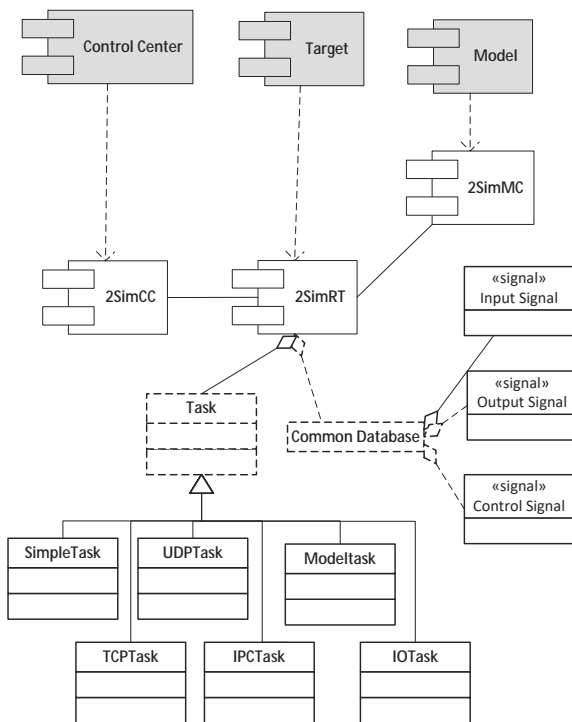 Control Center
Target
Model
2SimMC
2SimCC
2SimRT
«signal»
Input Signal
«signal»
Output Signal
Task
Common Database
«signal»
Control Signal
SimpleTask
UDPTask
Modeltask
TCPTask
IPCTask
IOTask